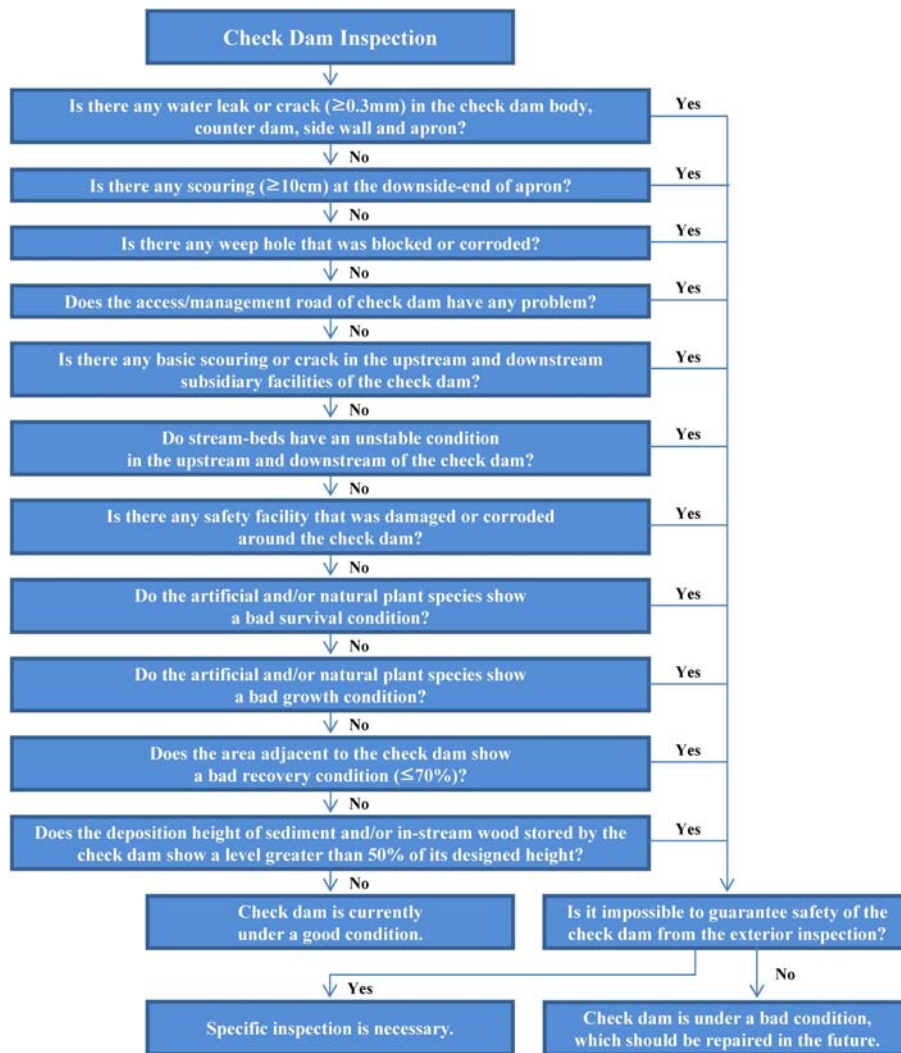 Check Dam Inspection
Is there any water leak or crack (≥0.3mm) in the check dam body,
counter dam, side wall and apron?
Yes
No
Is there any scouring (≥10cm) at the downside-end of apron?
Yes
No
Is there any weep hole that was blocked or corroded?
Yes
No
Does the access/management road of check dam have any problem?
Yes
No
Is there any basic scouring or crack in the upstream and downstream
subsidiary facilities of the check dam?
Yes
No
Do stream-beds have an unstable condition
in the upstream and downstream of the check dam?
Yes
No
Is there any safety facility that was damaged or corroded
around the check dam?
Yes
No
Do the artificial and/or natural plant species show
a bad survival condition?
Yes
No
Do the artificial and/or natural plant species show
a bad growth condition?
Yes
No
Does the area adjacent to the check dam show
a bad recovery condition (≤70%)?
Yes
No
Does the deposition height of sediment and/or in-stream wood stored by the
check dam show a level greater than 50% of its designed height?
Yes
No
Check dam is currently
under a good condition.
Is it impossible to guarantee safety of the
check dam from the exterior inspection?
Yes
No
Specific inspection is necessary.
Check dam is under a bad condition,
which should be repaired in the future.